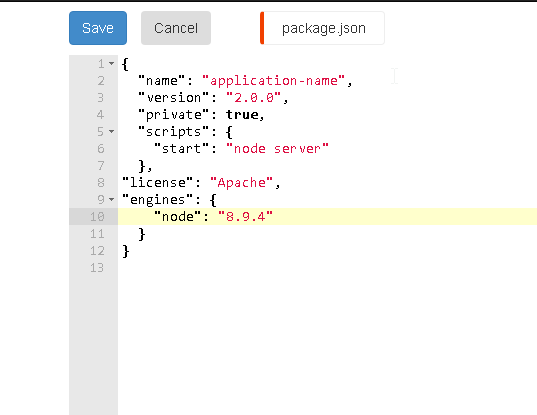 Save Cancel package.json
1 {
2 "name": "application-name",
3 "version": "2.0.0",
4 "private": true,
5 "scripts": {
6 "start": "node server"
7 },
8 "license": "Apache",
9 "engines": {
10 "node": "8.9.4"
11 }
12 }
13